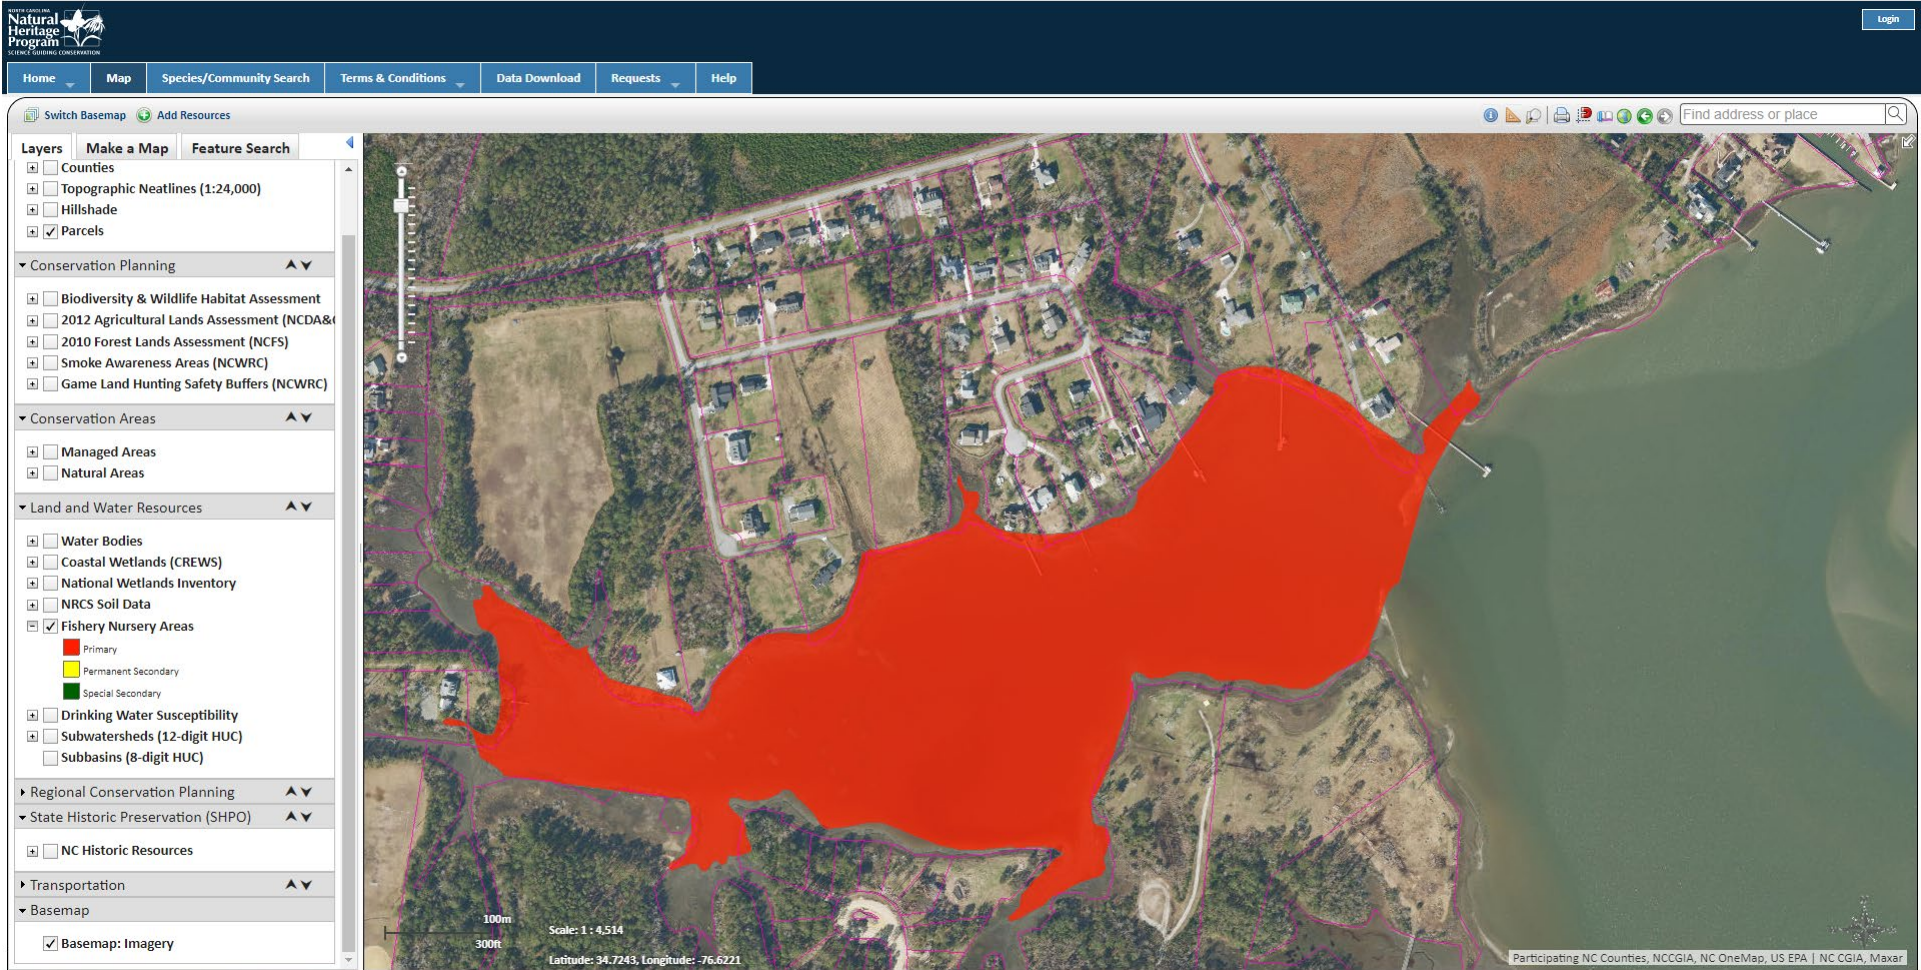 NORTH CAROLINA
Natural
Heritage
Program
SCIENCE GUIDING CONSERVATION
Login
Home Map Species/Community Search Terms & Conditions Data Download Requests Help
Switch Basemap Add Resources
Find address or place
Layers Make a Map Feature Search
Counties
Topographic Neatlines (1:24,000)
Hillshade
Parcels
Conservation Planning
Biodiversity & Wildlife Habitat Assessment
2012 Agricultural Lands Assessment (NCDA&
2010 Forest Lands Assessment (NCFS)
Smoke Awareness Areas (NCWRC)
Game Land Hunting Safety Buffers (NCWRC)
Conservation Areas
Managed Areas
Natural Areas
Land and Water Resources
Water Bodies
Coastal Wetlands (CREWS)
National Wetlands Inventory
NRCS Soil Data
Fishery Nursery Areas
Primary
Permanent Secondary
Special Secondary
Drinking Water Susceptibility
Subwatersheds (12-digit HUC)
Subbasins (8-digit HUC)
Regional Conservation Planning
State Historic Preservation (SHPO)
NC Historic Resources
Transportation
Basemap
Basemap: Imagery
100m
300ft
Scale: 1 : 4,514
Latitude: 34.7243, Longitude: -76.6221
Participating NC Counties, NCCGIA, NC OneMap, US EPA | NC CGIA, Maxar